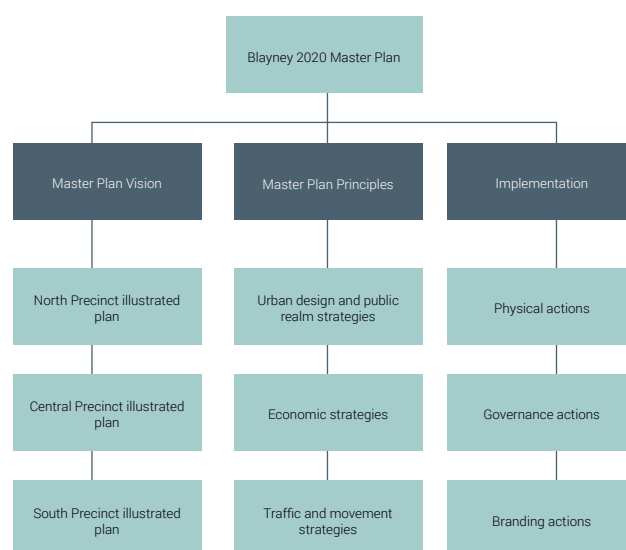 Blayney 2020 Master Plan
Master Plan Vision
Master Plan Principles
Implementation
North Precinct illustrated
plan
Urban design and public
realm strategies
Physical actions
Central Precinct illustrated
plan
Economic strategies
Governance actions
South Precinct illustrated
plan
Traffic and movement
strategies
Branding actions